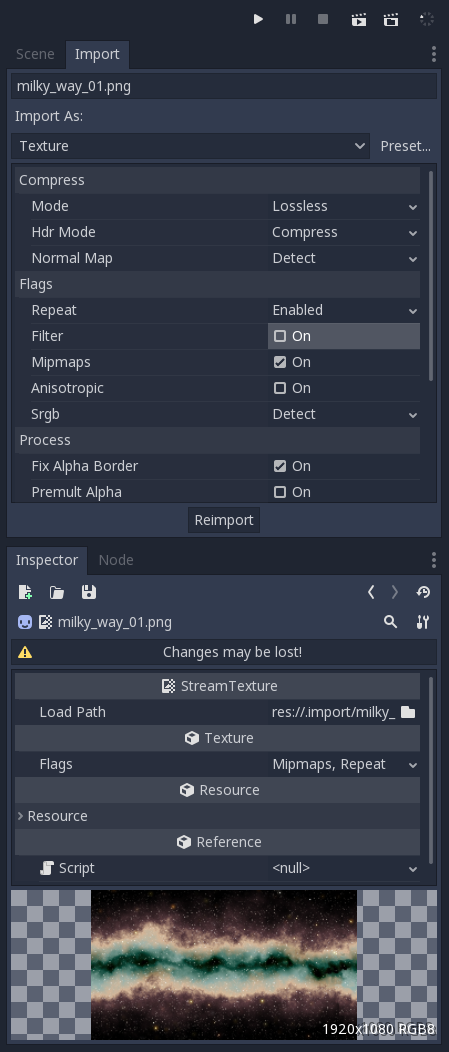 Scene Import
milky_way_01.png
Import As:
Texture Preset...
Compress
Mode Lossless
Hdr Mode Compress
Normal Map Detect
Flags
Repeat Enabled
Filter On
Mipmaps On
Anisotropic On
Srgb Detect
Process
Fix Alpha Border On
Premult Alpha On
Reimport
Inspector Node
milky_way_01.png
Changes may be lost!
StreamTexture
Load Path res://.import/milky_
Texture
Flags Mipmaps, Repeat
Resource
Resource
Reference
Script <null>
1920x1080 RGB8